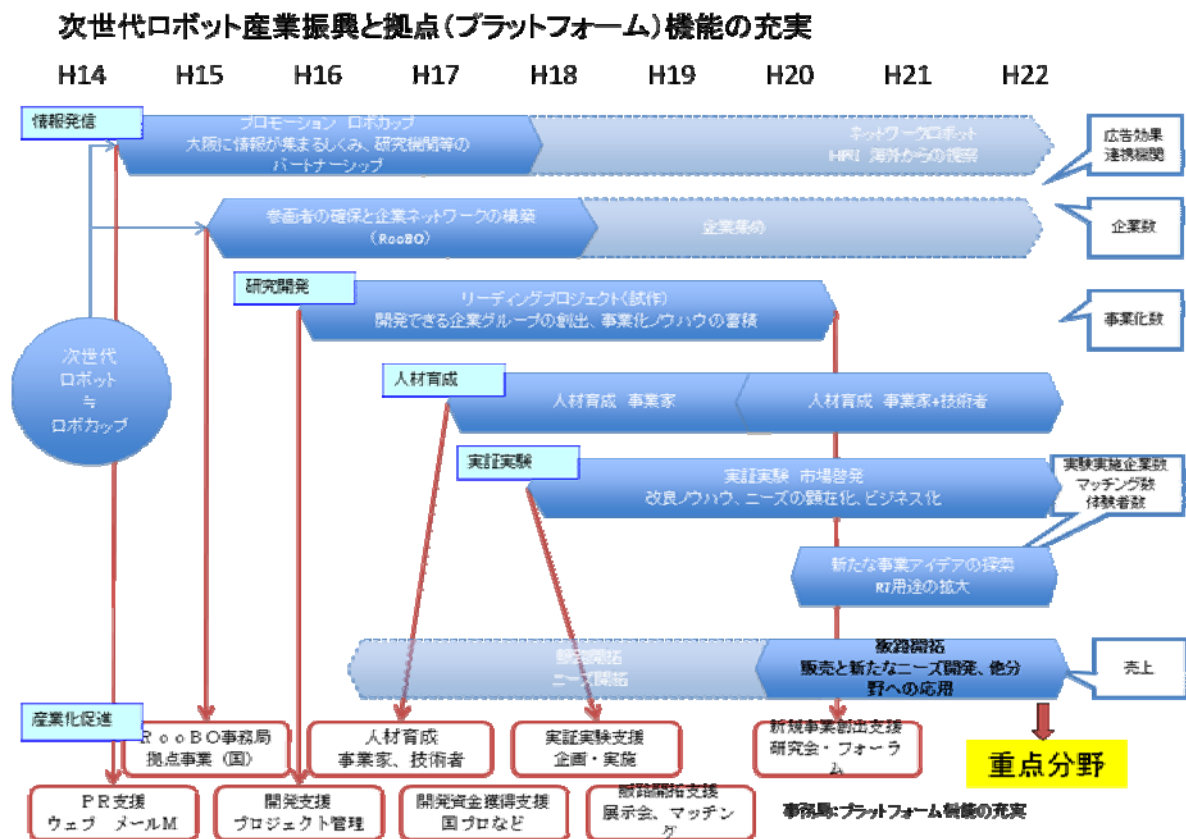 次世代ロボット産業振興と拠点(プラットフォーム)機能の充実
H14 H15 H16 H17 H18 H19 H20 H21 H22
情報発信
プロモーション ロボカップ
大阪に情報が集まるしくみ、研究機関等の
パートナーシップ
ネットワークロボット
HRI 海外からの視察
広告効果
連携機関
参画者の確保と企業ネットワークの構築
(RooBO)
企業集め
企業数
研究開発
リーディングプロジェクト(試作)
開発できる企業グループの創出、事業化ノウハウの蓄積
事業化数
次世代
ロボット
≒
ロボカップ
人材育成
人材育成 事業家
人材育成 事業家+技術者
実証実験
実証実験 市場啓発
改良ノウハウ、ニーズの顕在化、ビジネス化
実験実施企業数
マッチング数
体験者数
新たな事業アイデアの探索
RT用途の拡大
販路開拓
ニーズ開拓
販路開拓
販売と新たなニーズ開発、他分
野への応用
売上
産業化促進
RooBO事務局
拠点事業(国)
人材育成
事業家、技術者
実証実験支援
企画・実施
新規事業創出支援
研究会・フォーラ
ム
重点分野
PR支援
ウェブ メールM
開発支援
プロジェクト管理
開発資金獲得支援
国プロなど
販路開拓支援
展示会、マッチン
グ
事務局:プラットフォーム機能の充実